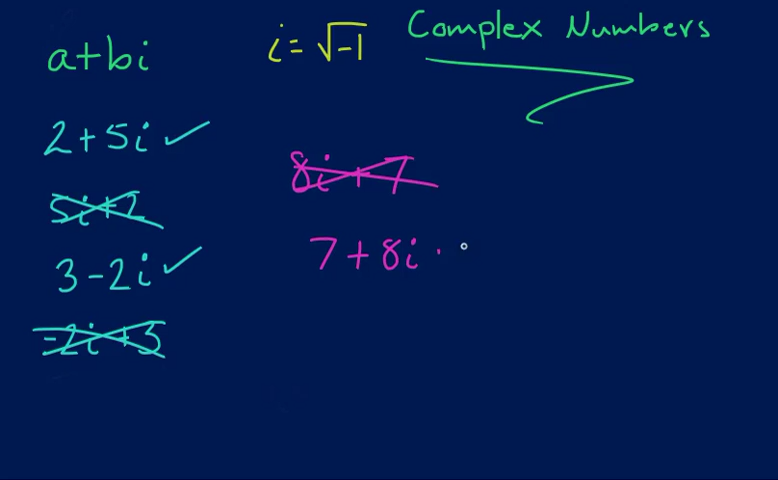 Complex Numbers
a+bi
i=√-1
2+5i ✓
5i+2
3-2i ✓
-2i+3
8i+7
7+8i .